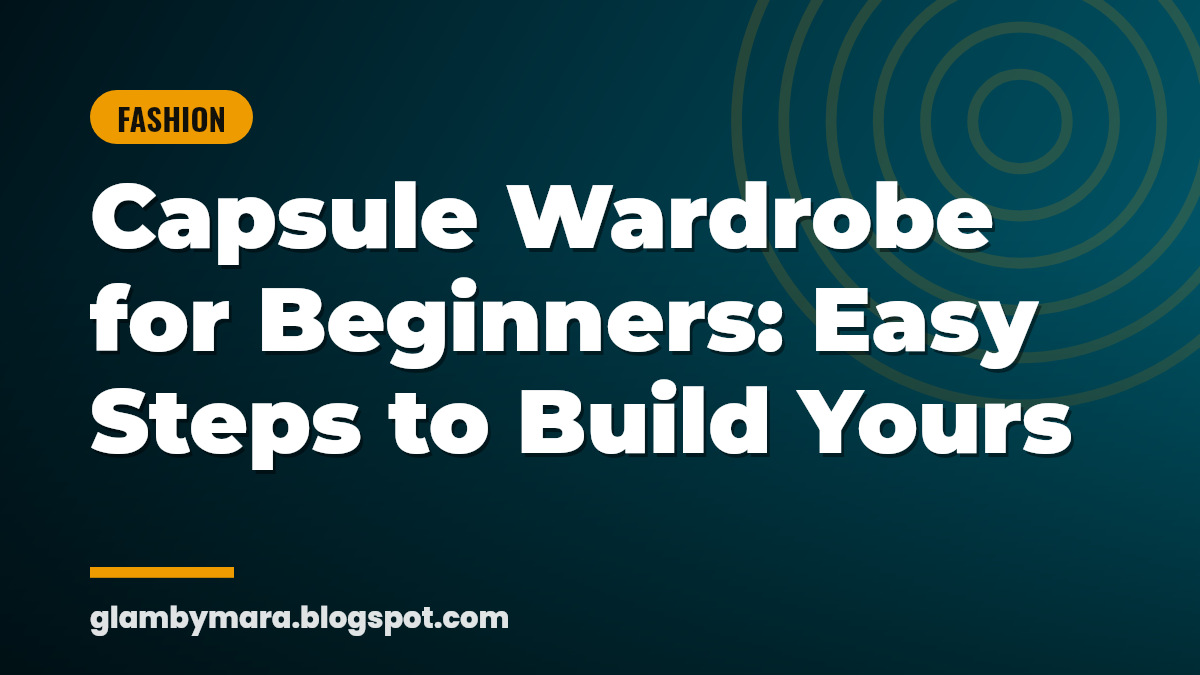 FASHION
Capsule Wardrobe
for Beginners: Easy
Steps to Build Yours
glambymara.blogspot.com